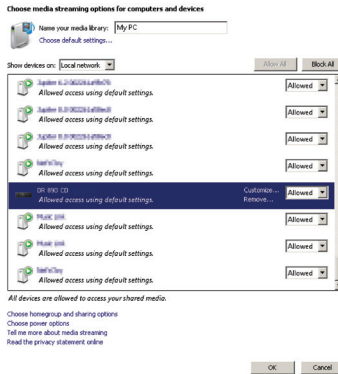 Choose media streaming options for computers and devices
Name your media library: My PC
Choose default settings...
Show devices on: Local network Allow All Block All
Allowed access using default settings. Allowed
Allowed access using default settings. Allowed
Allowed access using default settings. Allowed
Allowed access using default settings. Allowed
DR 890 CD Customize...
Allowed access using default settings. Remove... Allowed
Allowed access using default settings. Allowed
Allowed access using default settings. Allowed
Allowed access using default settings. Allowed
All devices are allowed to access your shared media.
Choose homegroup and sharing options
Choose power options
Tell me more about media streaming
Read the privacy statement online
OK Cancel